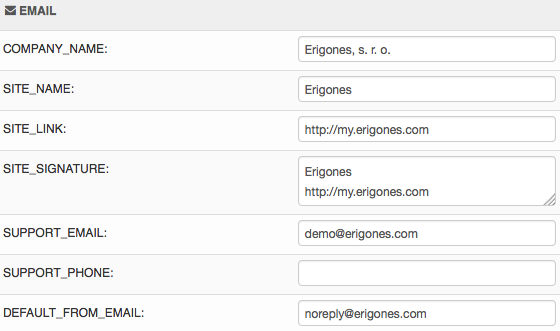 EMAIL
COMPANY_NAME: Erigones, s. r. o.
SITE_NAME: Erigones
SITE_LINK: http://my.erigones.com
SITE_SIGNATURE: Erigones
http://my.erigones.com
SUPPORT_EMAIL: demo@erigones.com
SUPPORT_PHONE:
DEFAULT_FROM_EMAIL: noreply@erigones.com